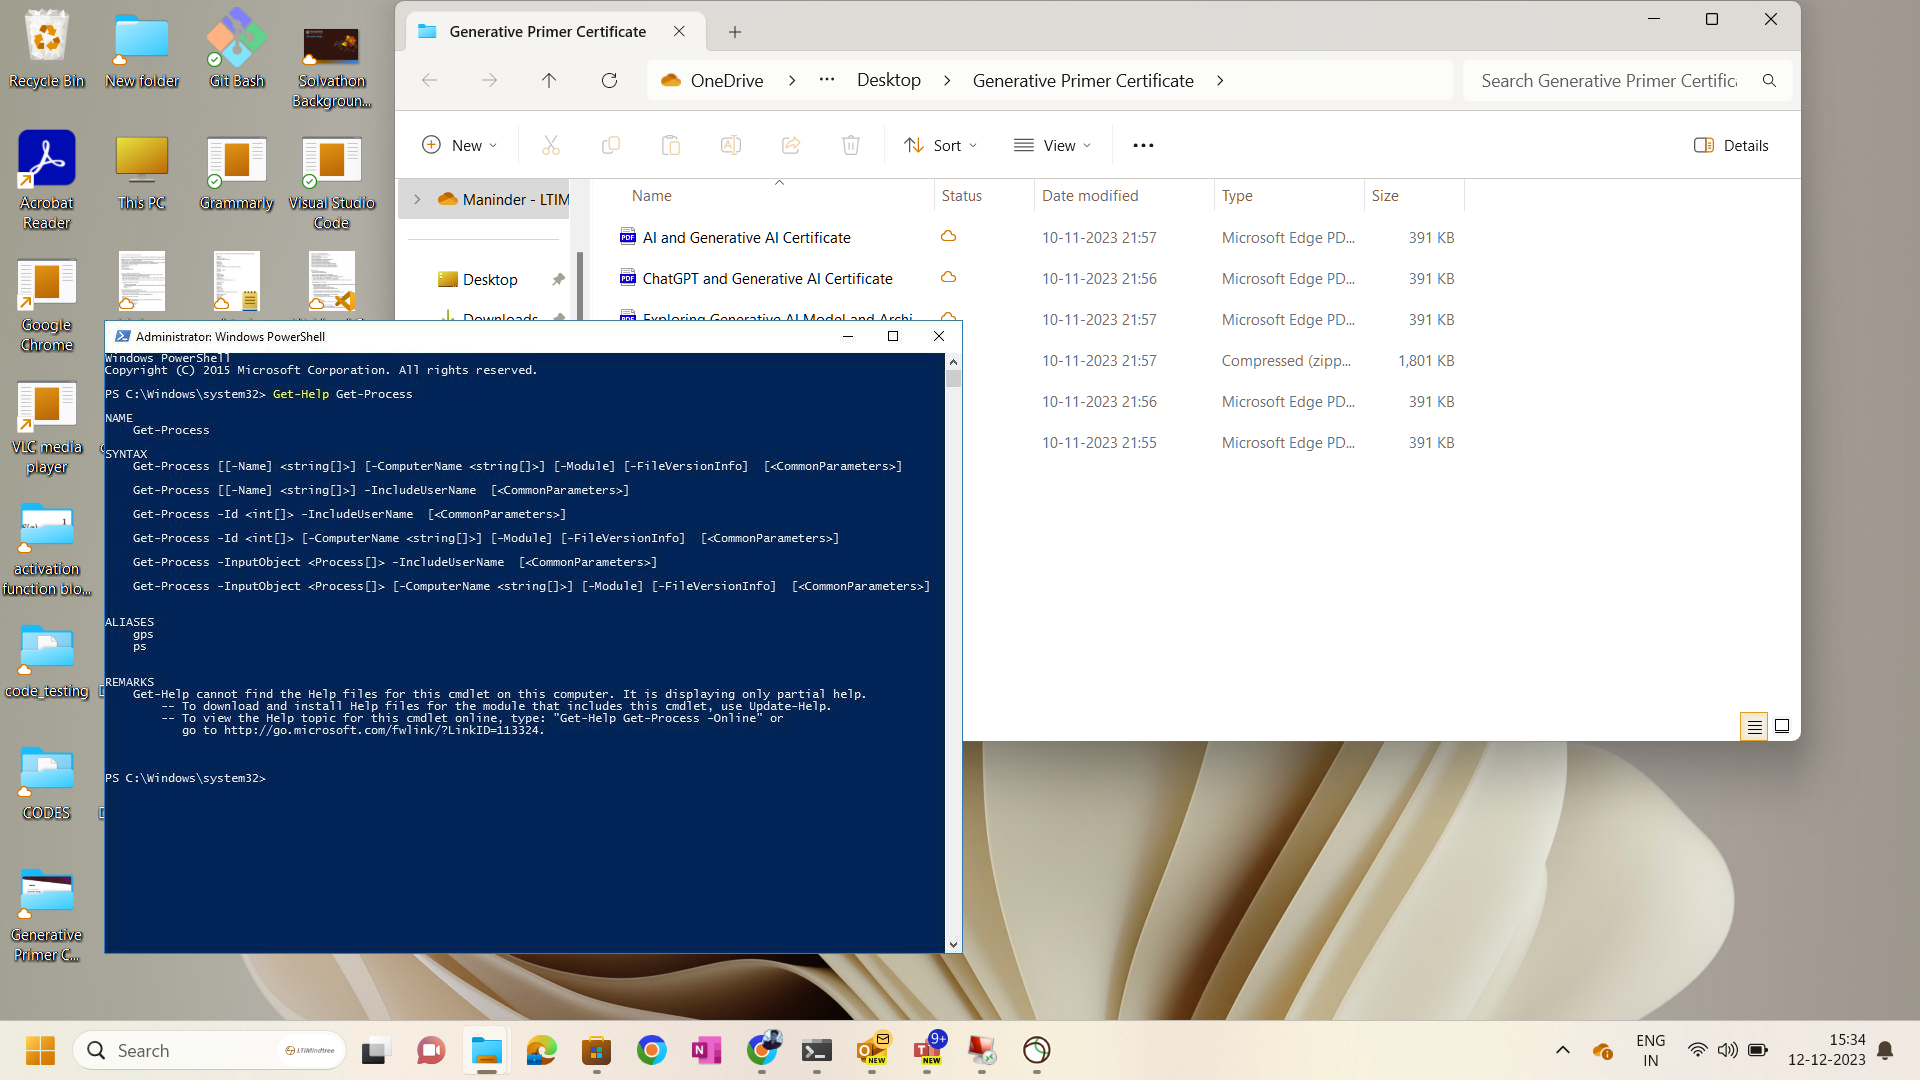 Recycle Bin
New folder
Git Bash
Solvathon
Backgroun...
Acrobat
Reader
This PC
Grammarly
Visual Studio
Code
Google
Chrome
VLC media
player
activation
function blo...
code_testing
CODES
Generative
Primer C...
Generative Primer Certificate
OneDrive
Desktop
Generative Primer Certificate
Search Generative Primer Certific
New
Sort
View
Details
Maninder - LTIM
Desktop
Downloads
Name
Status
Date modified
Type
Size
AI and Generative AI Certificate
10-11-2023 21:57
Microsoft Edge PD...
391 KB
ChatGPT and Generative AI Certificate
10-11-2023 21:56
Microsoft Edge PD...
391 KB
Exploring Generative AI Model and Archi
10-11-2023 21:57
Microsoft Edge PD...
391 KB
10-11-2023 21:57
Compressed (zipp...
1,801 KB
10-11-2023 21:56
Microsoft Edge PD...
391 KB
10-11-2023 21:55
Microsoft Edge PD...
391 KB
Administrator: Windows PowerShell
Windows PowerShell
Copyright (C) 2015 Microsoft Corporation. All rights reserved.
PS C:\Windows\system32> Get-Help Get-Process
NAME
Get-Process
SYNTAX
Get-Process [[-Name] <string[]>] [-ComputerName <string[]>] [-Module] [-FileVersionInfo]  [<CommonParameters>]
Get-Process [[-Name] <string[]>] -IncludeUserName  [<CommonParameters>]
Get-Process -Id <int[]> -IncludeUserName  [<CommonParameters>]
Get-Process -Id <int[]> [-ComputerName <string[]>] [-Module] [-FileVersionInfo]  [<CommonParameters>]
Get-Process -InputObject <Process[]> -IncludeUserName  [<CommonParameters>]
Get-Process -InputObject <Process[]> [-ComputerName <string[]>] [-Module] [-FileVersionInfo]  [<CommonParameters>]
ALIASES
gps
ps
REMARKS
Get-Help cannot find the Help files for this cmdlet on this computer. It is displaying only partial help.
-- To download and install Help files for the module that includes this cmdlet, use Update-Help.
-- To view the Help topic for this cmdlet online, type: "Get-Help Get-Process -Online" or
go to http://go.microsoft.com/fwlink/?LinkID=113324.
PS C:\Windows\system32>
Search
LTIMindtree
NEW
9+
NEW
ENG
IN
15:34
12-12-2023